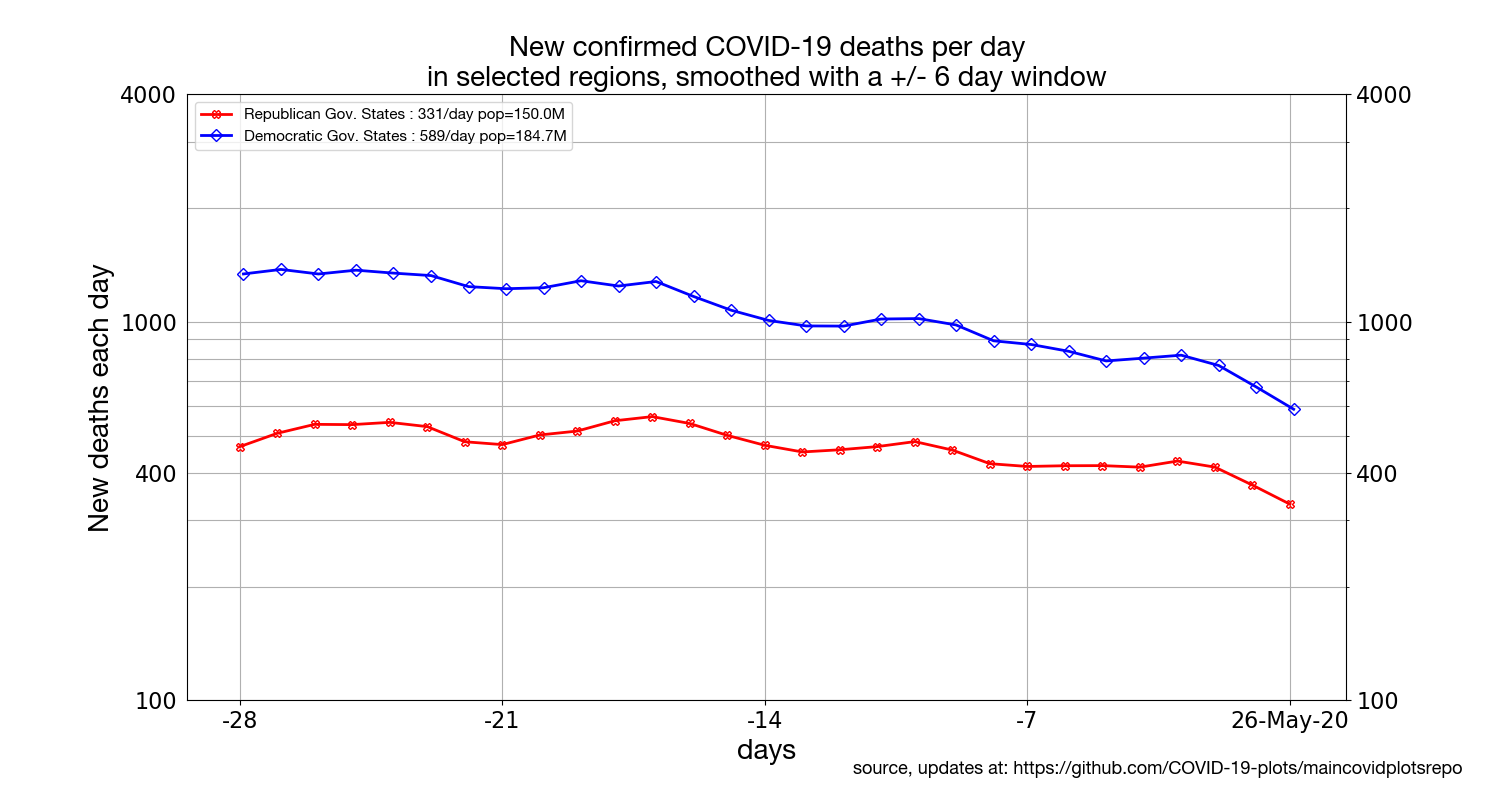 New confirmed COVID-19 deaths per day
in selected regions, smoothed with a +/- 6 day window
4000
4000
Republican Gov. States : 331/day pop=150.0M
Democratic Gov. States : 589/day pop=184.7M
1000
1000
New deaths each day
400
400
100
100
-28
-21
-14
-7
26-May-20
days
source, updates at: https://github.com/COVID-19-plots/maincovidplotsrepo